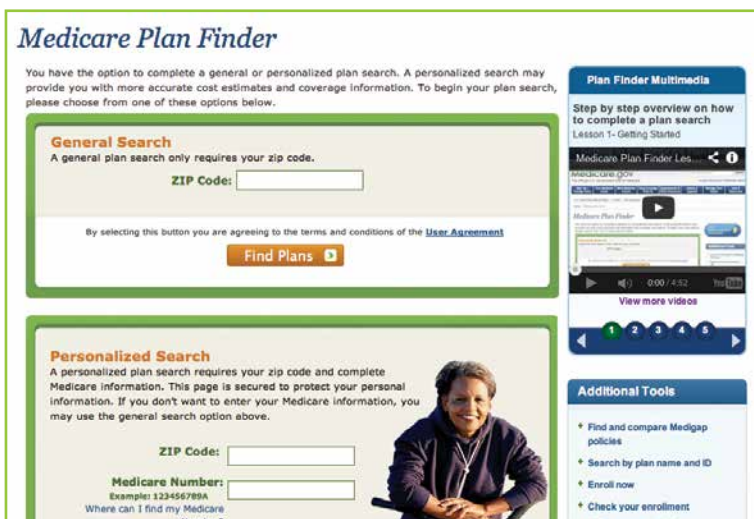 Medicare Plan Finder
You have the option to complete a general or personalized plan search. A personalized search may
provide you with more accurate cost estimates and coverage information. To begin your plan search,
please choose from one of these options below.
General Search
A general plan search only requires your zip code.
ZIP Code:
By selecting this button you are agreeing to the terms and conditions of the User Agreement
Find Plans
Personalized Search
A personalized plan search requires your zip code and complete
Medicare information. This page is secured to protect your personal
information. If you don't want to enter your Medicare information, you
may use the general search option above.
ZIP Code:
Medicare Number:
Example: 123456789A
Where can I find my Medicare
Plan Finder Multimedia
Step by step overview on how
to complete a plan search
Lesson 1- Getting Started
Medicare Plan Finder Les...
Medicare.gov
Medicare Plan Finder
0:00 / 4:52
YouTube
View more videos
1 2 3 4 5
Additional Tools
Find and compare Medigap
policies
Search by plan name and ID
Enroll now
Check your enrollment